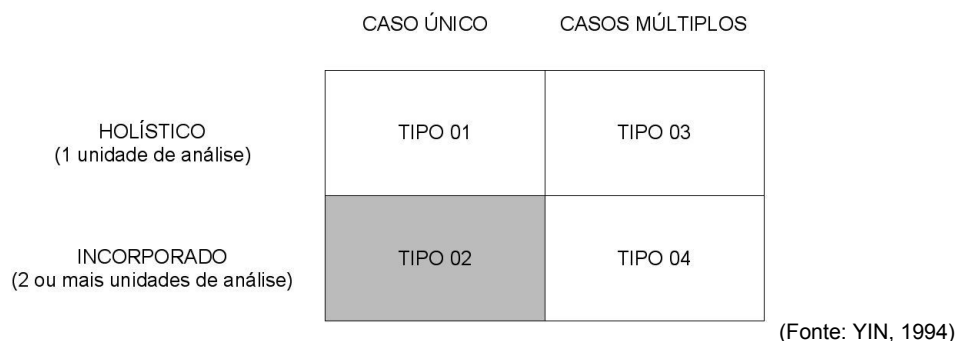 CASO ÚNICO CASOS MÚLTIPLOS
HOLÍSTICO
(1 unidade de análise)
TIPO 01 TIPO 03
INCORPORADO
(2 ou mais unidades de análise)
TIPO 02 TIPO 04
(Fonte: YIN, 1994)